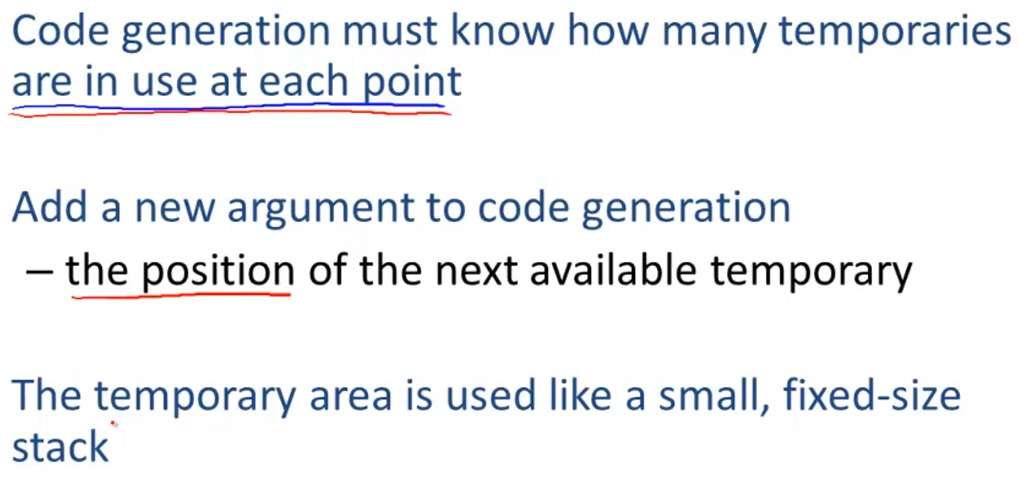 Code generation must know how many temporaries
are in use at each point
Add a new argument to code generation
– the position of the next available temporary
The temporary area is used like a small, fixed-size
stack